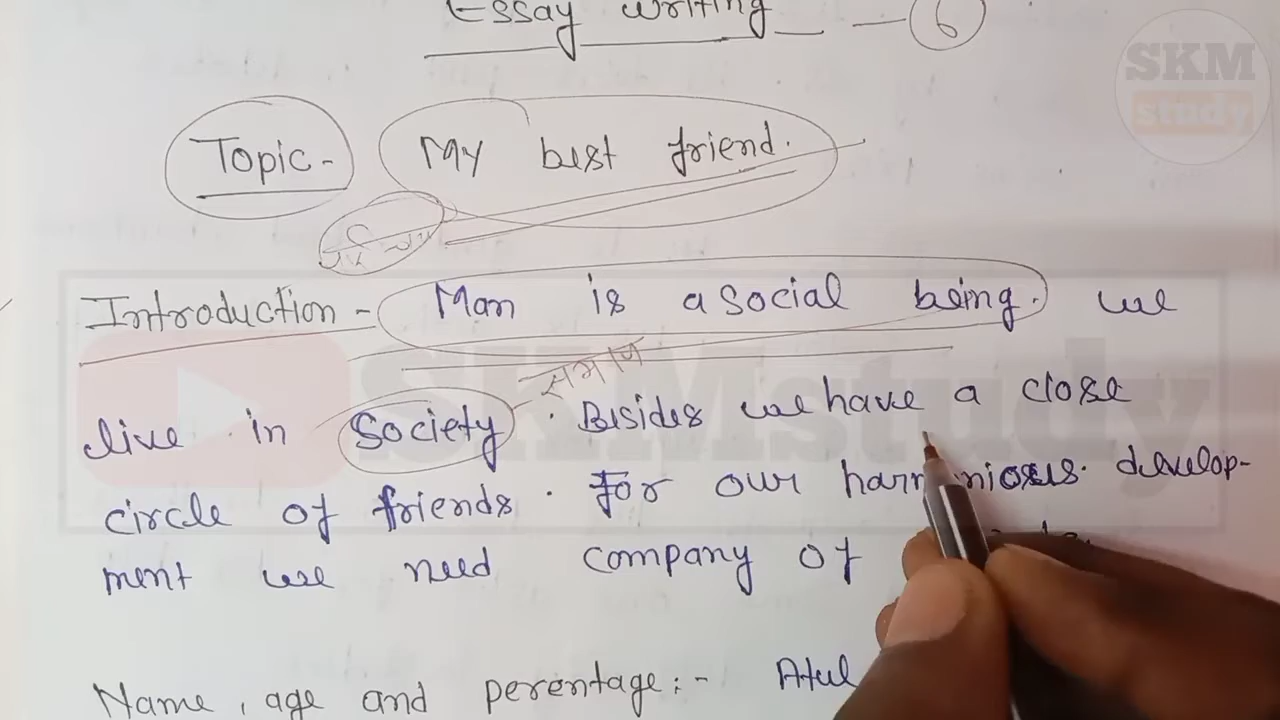 Essay writing — 6
SKM
study
Topic- My best friend.
Introduction - Man is a social being. we
समाज
live in Society. Besides we have a close
circle of friends. For our harmonious develop-
ment we need company of
Name, age and perentage:- Atul
SKMstudy